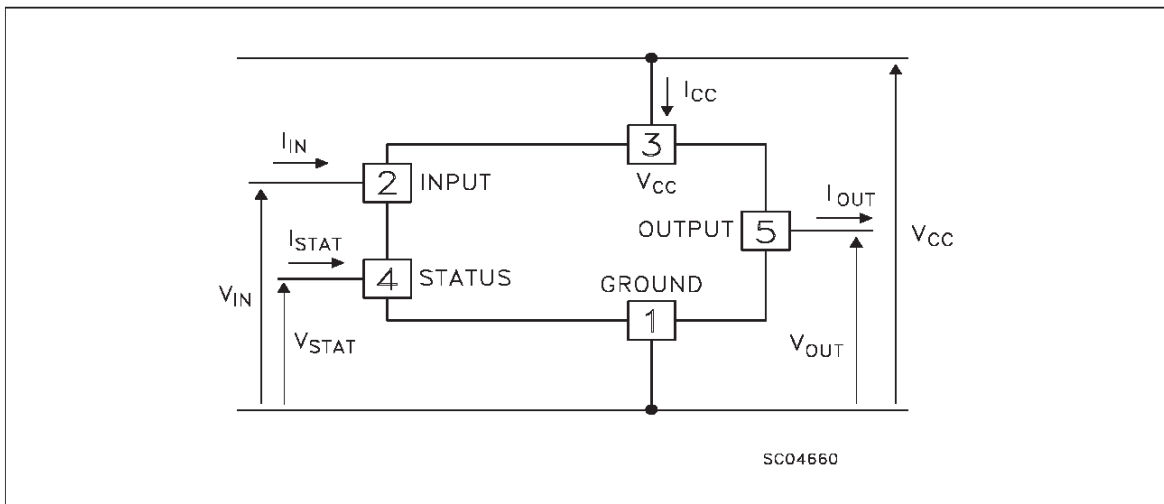 I_CC
3
V_CC
I_IN
2 INPUT
I_STAT
4 STATUS
V_IN
V_STAT
OUTPUT 5
I_OUT
V_CC
GROUND
1
V_OUT
SC04660